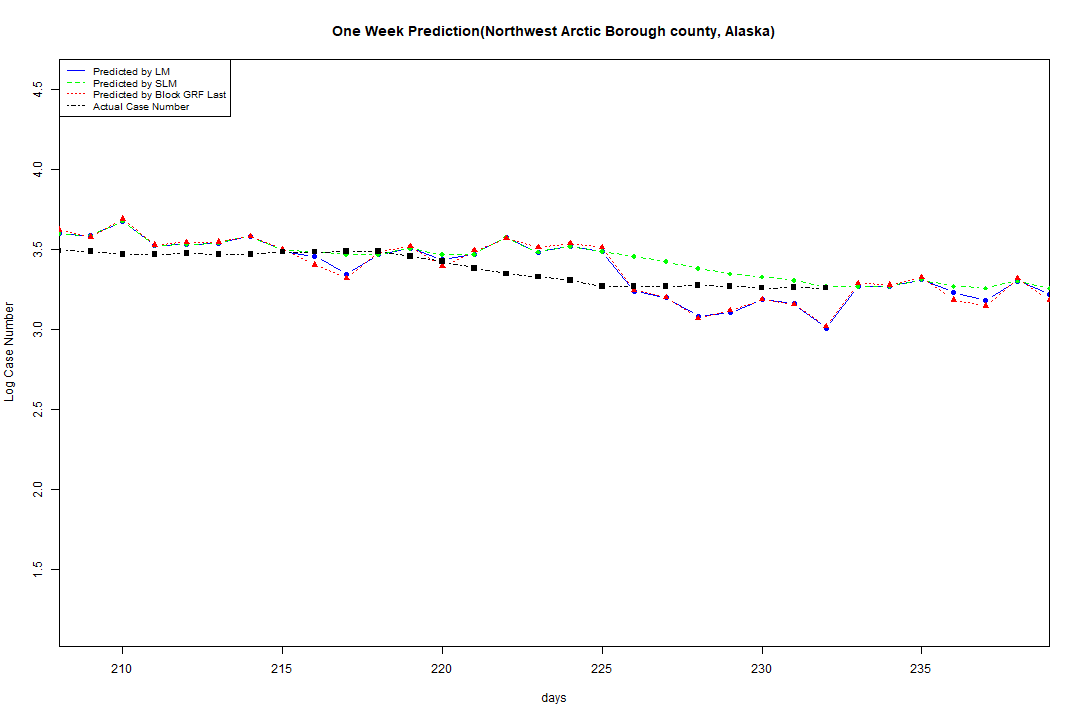 One Week Prediction(Northwest Arctic Borough county, Alaska)
Predicted by LM
Predicted by SLM
Predicted by Block GRF Last
Actual Case Number
4.5
4.0
3.5
3.0
2.5
2.0
1.5
Log Case Number
210 215 220 225 230 235
days